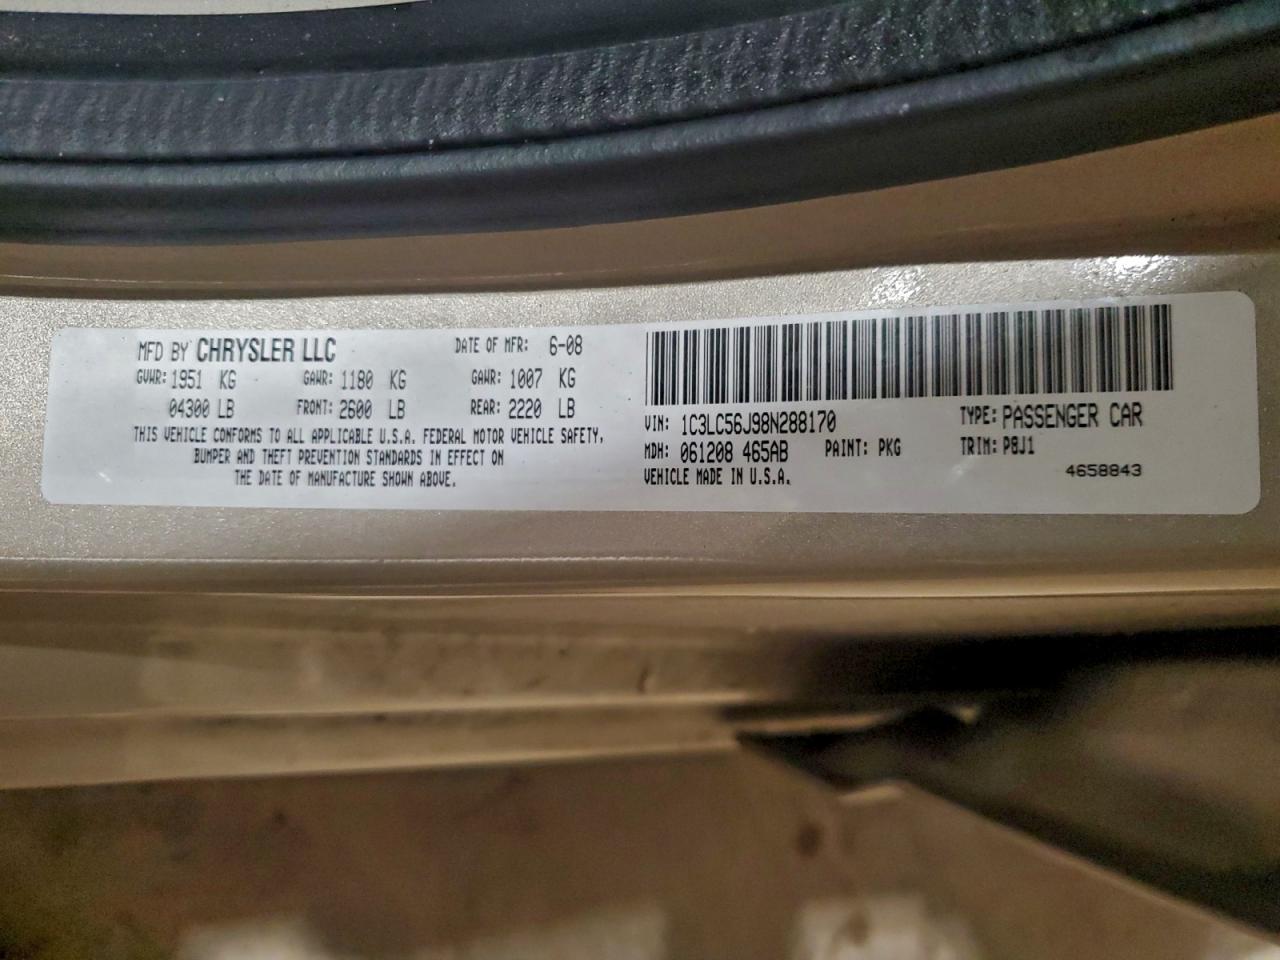 MFD BY CHRYSLER LLC DATE OF MFR: 6-08
GVWR: 1951 KG GAWR: 1180 KG GAWR: 1007 KG
04300 LB FRONT: 2600 LB REAR: 2220 LB
THIS VEHICLE CONFORMS TO ALL APPLICABLE U.S.A. FEDERAL MOTOR VEHICLE SAFETY,
BUMPER AND THEFT PREVENTION STANDARDS IN EFFECT ON
THE DATE OF MANUFACTURE SHOWN ABOVE.
VIN: 1C3LC56J98N288170 TYPE: PASSENGER CAR
MDH: 061208 465AB PAINT: PKG TRIM: P8J1
VEHICLE MADE IN U.S.A. 4658843